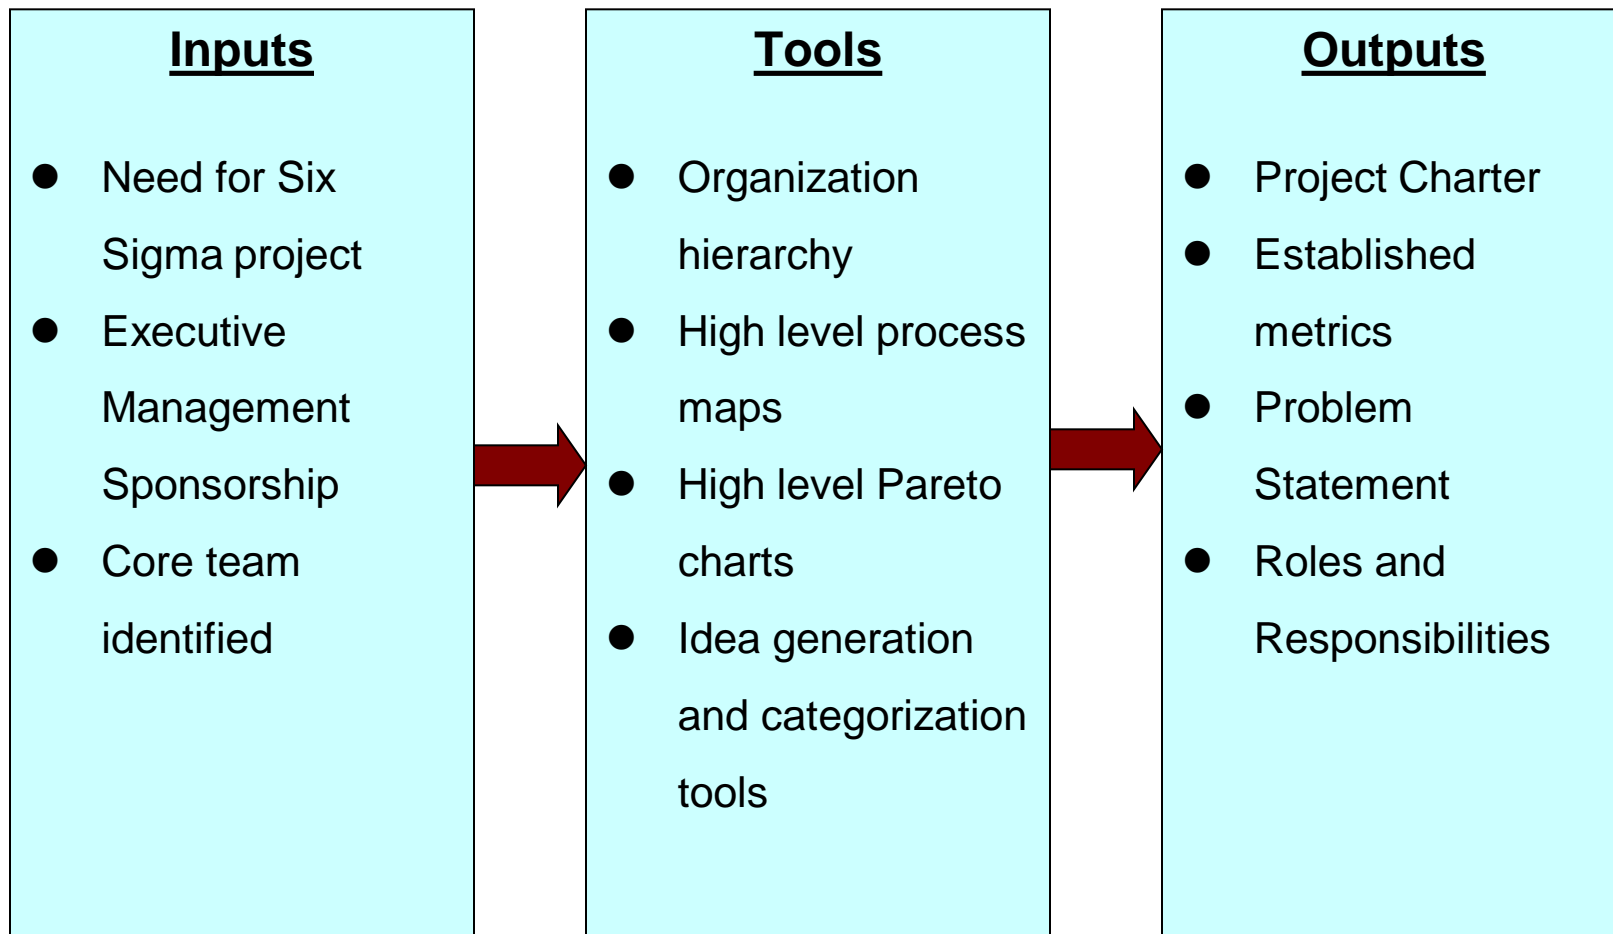 Inputs
● Need for Six
Sigma project
● Executive
Management
Sponsorship
● Core team
identified
Tools
● Organization
hierarchy
● High level process
maps
● High level Pareto
charts
● Idea generation
and categorization
tools
Outputs
● Project Charter
● Established
metrics
● Problem
Statement
● Roles and
Responsibilities